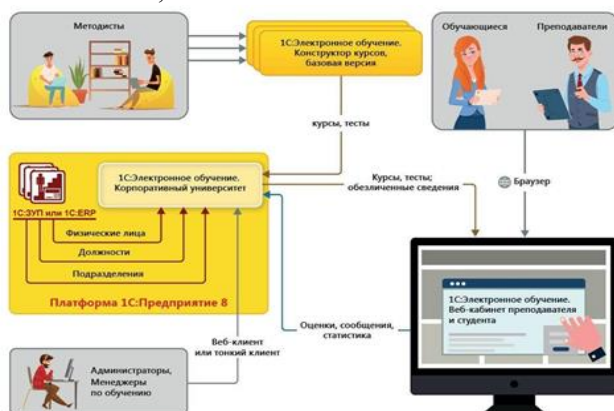 Методисты
1С:Электронное обучение.
Конструктор курсов,
базовая версия
Обучающиеся
Преподаватели
курсы, тесты
1С:Электронное обучение.
Корпоративный университет
1С:ЗУП или 1С:ERP
Физические лица
Должности
Подразделения
Платформа 1С:Предприятие 8
Курсы, тесты;
обезличенные сведения
Браузер
1С:Электронное обучение.
Веб-кабинет преподавателя
и студента
Оценки, сообщения,
статистика
Веб-клиент
или тонкий клиент
Администраторы,
Менеджеры
по обучению